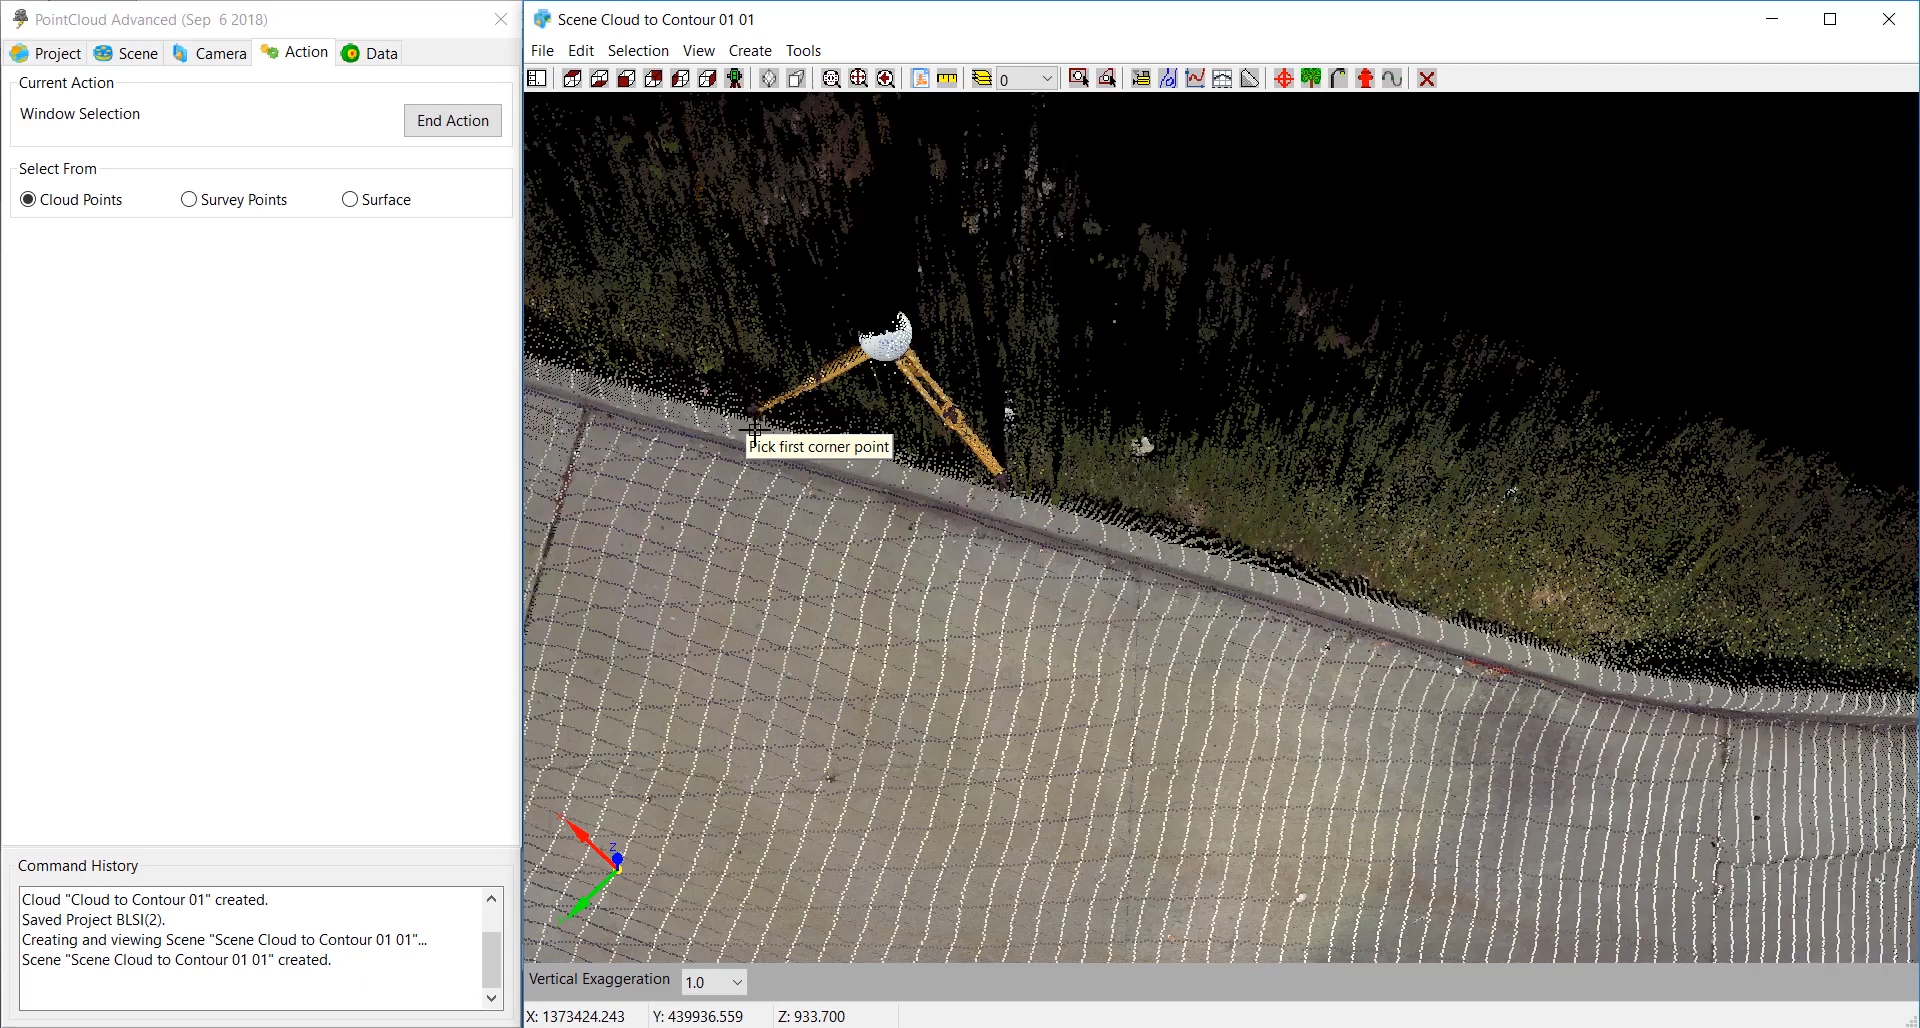 PointCloud Advanced (Sep 6 2018)
Project Scene Camera Action Data
Current Action
Window Selection
End Action
Select From
Cloud Points Survey Points Surface
Command History
Cloud "Cloud to Contour 01" created.
Saved Project BLSI(2).
Creating and viewing Scene "Scene Cloud to Contour 01 01"...
Scene "Scene Cloud to Contour 01 01" created.
Scene Cloud to Contour 01 01
File Edit Selection View Create Tools
0
Pick first corner point
X
Z
Vertical Exaggeration 1.0
X: 1373424.243 Y: 439936.559 Z: 933.700